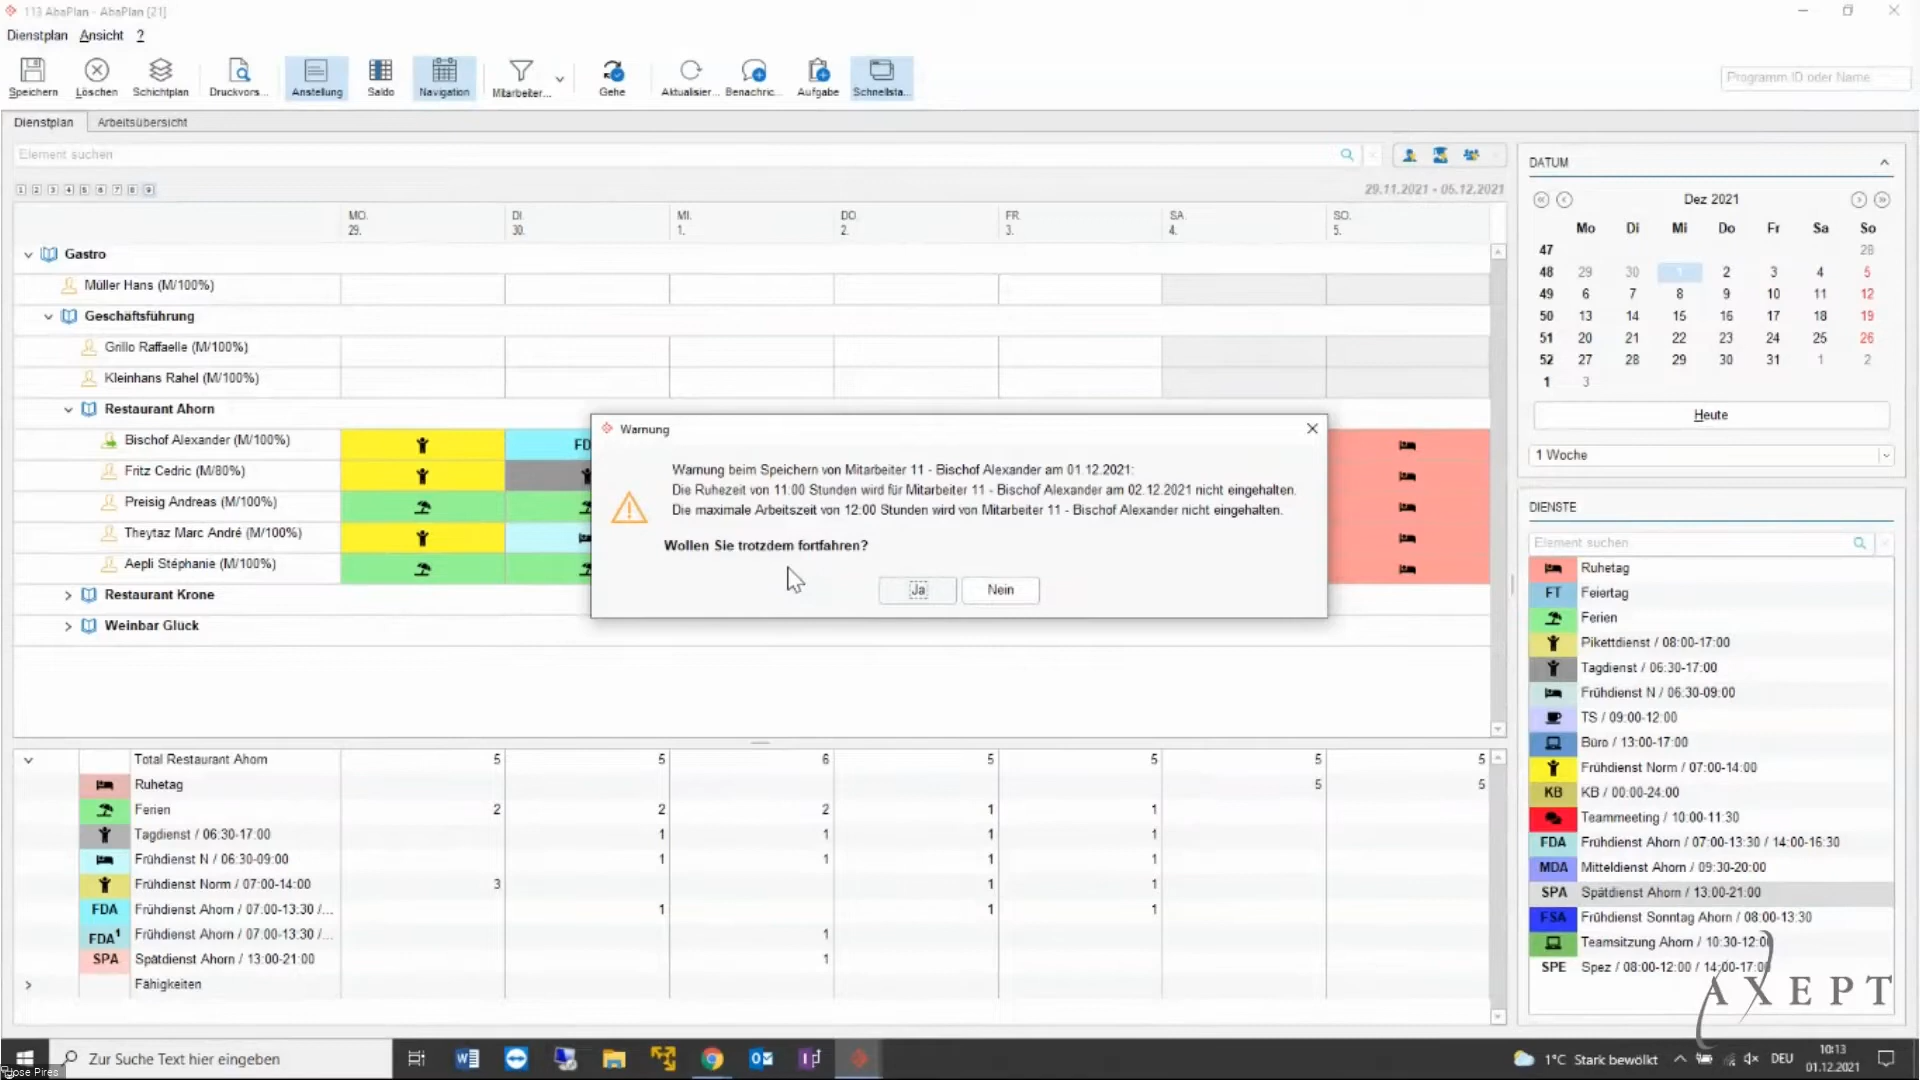 113 AbaPlan - AbaPlan [21]
Dienstplan Ansicht ?
Speichern Löschen Schichtplan Druckvors... Anstellung Saldo Navigation Mitarbeiter... Gehe Aktualisier... Benachric... Aufgabe Schnellsta...
Programm ID oder Name
Dienstplan Arbeitsübersicht
Element suchen
1 2 3 4 5 6 7 8 9
29.11.2021 - 05.12.2021
MO. DI. MI. DO. FR. SA. SO.
29. 30. 1. 2. 3. 4. 5.
Gastro
Müller Hans (M/100%)
Geschäftsführung
Grillo Raffaelle (M/100%)
Kleinhans Rahel (M/100%)
Restaurant Ahorn
Bischof Alexander (M/100%) FD
Fritz Cedric (M/80%)
Preisig Andreas (M/100%)
Theytaz Marc André (M/100%)
Aepli Stéphanie (M/100%)
Restaurant Krone
Weinbar Glück
Warnung
Warnung beim Speichern von Mitarbeiter 11 - Bischof Alexander am 01.12.2021:
Die Ruhezeit von 11:00 Stunden wird für Mitarbeiter 11 - Bischof Alexander am 02.12.2021 nicht eingehalten.
Die maximale Arbeitszeit von 12:00 Stunden wird von Mitarbeiter 11 - Bischof Alexander nicht eingehalten.
Wollen Sie trotzdem fortfahren?
Ja Nein
Total Restaurant Ahorn 5 5 6 5 5 5 5
Ruhetag 5 5
Ferien 2 2 2 1 1
Tagdienst / 06:30-17:00 1 1 1 1
Frühdienst N / 06:30-09:00 1 1 1 1
Frühdienst Norm / 07:00-14:00 3 1 1
FDA Frühdienst Ahorn / 07:00-13:30 /... 1 1 1
FDA¹ Frühdienst Ahorn / 07:00-13:30 /... 1
SPA Spätdienst Ahorn / 13:00-21:00 1
Fähigkeiten
DATUM
Dez 2021
Mo Di Mi Do Fr Sa So
47 28
48 29 30 1 2 3 4 5
49 6 7 8 9 10 11 12
50 13 14 15 16 17 18 19
51 20 21 22 23 24 25 26
52 27 28 29 30 31 1 2
1 3
Heute
1 Woche
DIENSTE
Element suchen
Ruhetag
FT Feiertag
Ferien
Pikettdienst / 08:00-17:00
Tagdienst / 06:30-17:00
Frühdienst N / 06:30-09:00
TS / 09:00-12:00
Büro / 13:00-17:00
Frühdienst Norm / 07:00-14:00
KB KB / 00:00-24:00
Teammeeting / 10:00-11:30
FDA Frühdienst Ahorn / 07:00-13:30 / 14:00-16:30
MDA Mitteldienst Ahorn / 09:30-20:00
SPA Spätdienst Ahorn / 13:00-21:00
FSA Frühdienst Sonntag Ahorn / 08:00-13:30
Teamsitzung Ahorn / 10:30-12:00
SPE Spez / 08:00-12:00 / 14:00-17:00
AXEPT
Zur Suche Text hier eingeben
Jose Pires
1°C Stark bewölkt
DEU
10:13
01.12.2021